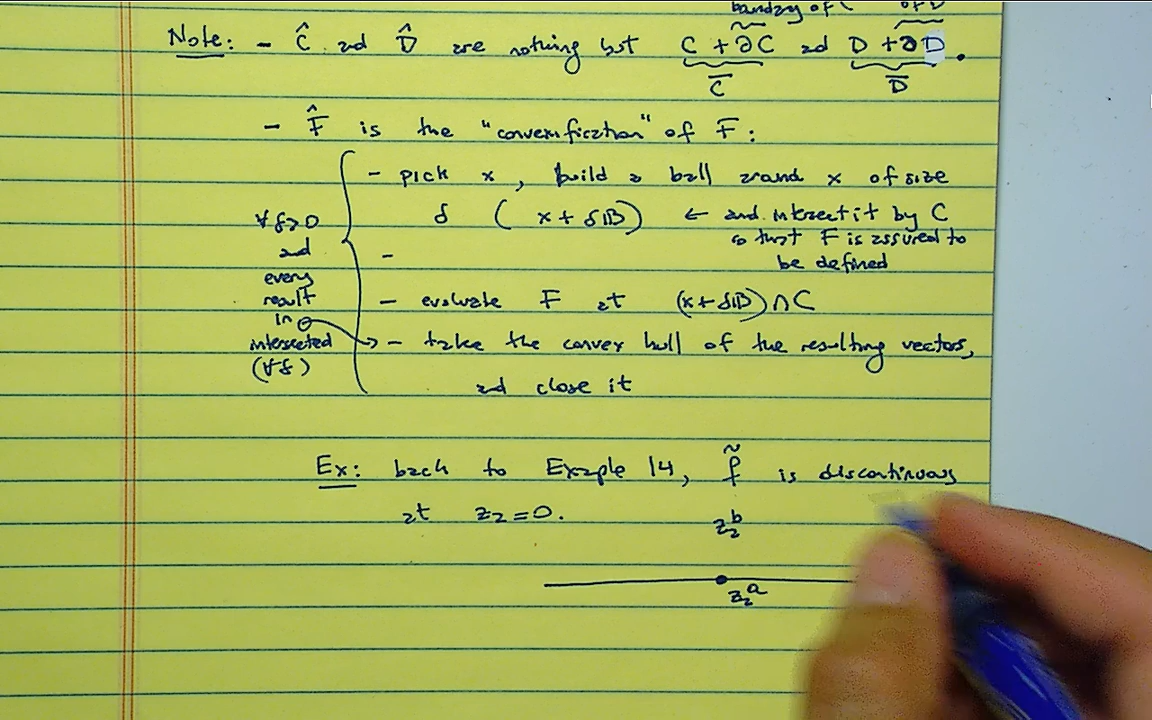 bandry of C of D
Note: - Ĉ and D̂ are nothing but C + ∂C and D + ∂D.
C̄ D̄
- F̂ is the "convexification" of F:
- pick x, build a ball around x of size
δ (x + δ𝔹) ← and intersect it by C
so that F is assured to
be defined
-
- evaluate F at (x + δ𝔹) ∩ C
- take the convex hull of the resulting vectors,
and close it
∀δ>0
and
every
result
in
intersected
(∀δ)
Ex: back to Example 14, f̃ is discontinuous
at z₂=0.
z₂ᵇ
z₂ᵃ